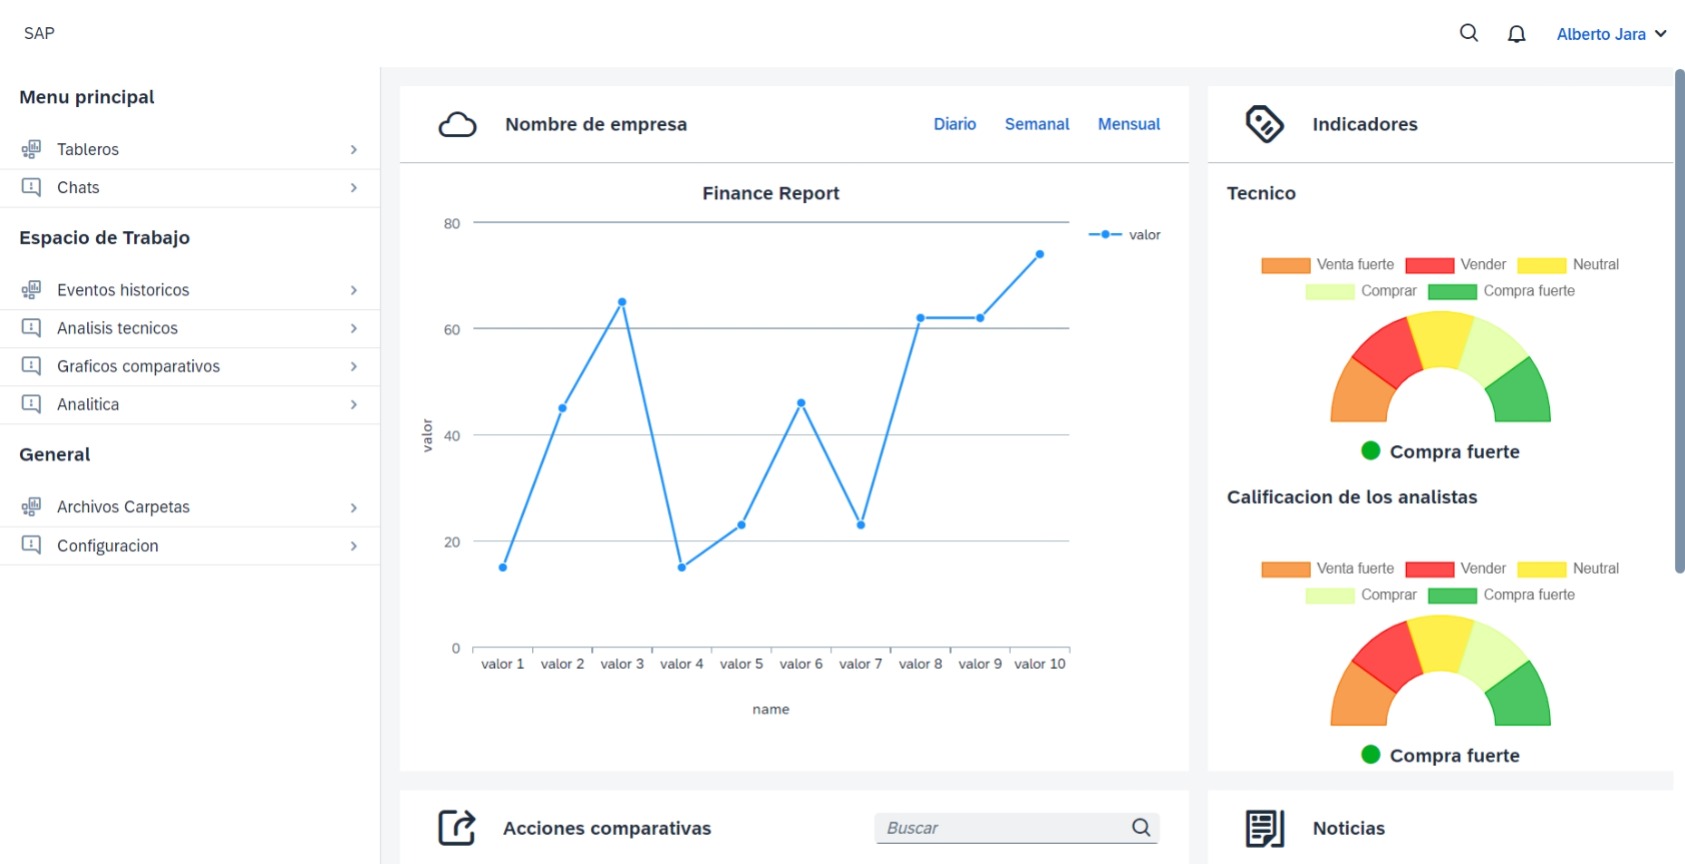 SAP
Alberto Jara
Menu principal
Tableros
Chats
Espacio de Trabajo
Eventos historicos
Analisis tecnicos
Graficos comparativos
Analitica
General
Archivos Carpetas
Configuracion
Nombre de empresa
Diario Semanal Mensual
Finance Report
valor
80
60
40
20
0
valor
valor 1 valor 2 valor 3 valor 4 valor 5 valor 6 valor 7 valor 8 valor 9 valor 10
name
Indicadores
Tecnico
Venta fuerte Vender Neutral
Comprar Compra fuerte
Compra fuerte
Calificacion de los analistas
Venta fuerte Vender Neutral
Comprar Compra fuerte
Compra fuerte
Acciones comparativas
Buscar
Noticias